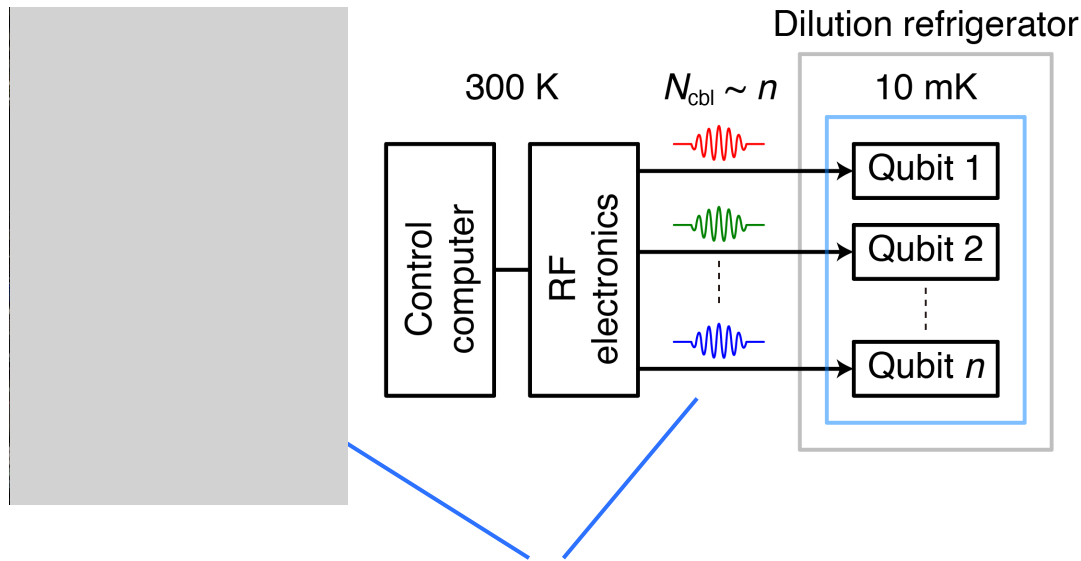 Dilution refrigerator
300 K
N_cbl ~ n
10 mK
Control
computer
RF
electronics
Qubit 1
Qubit 2
Qubit n